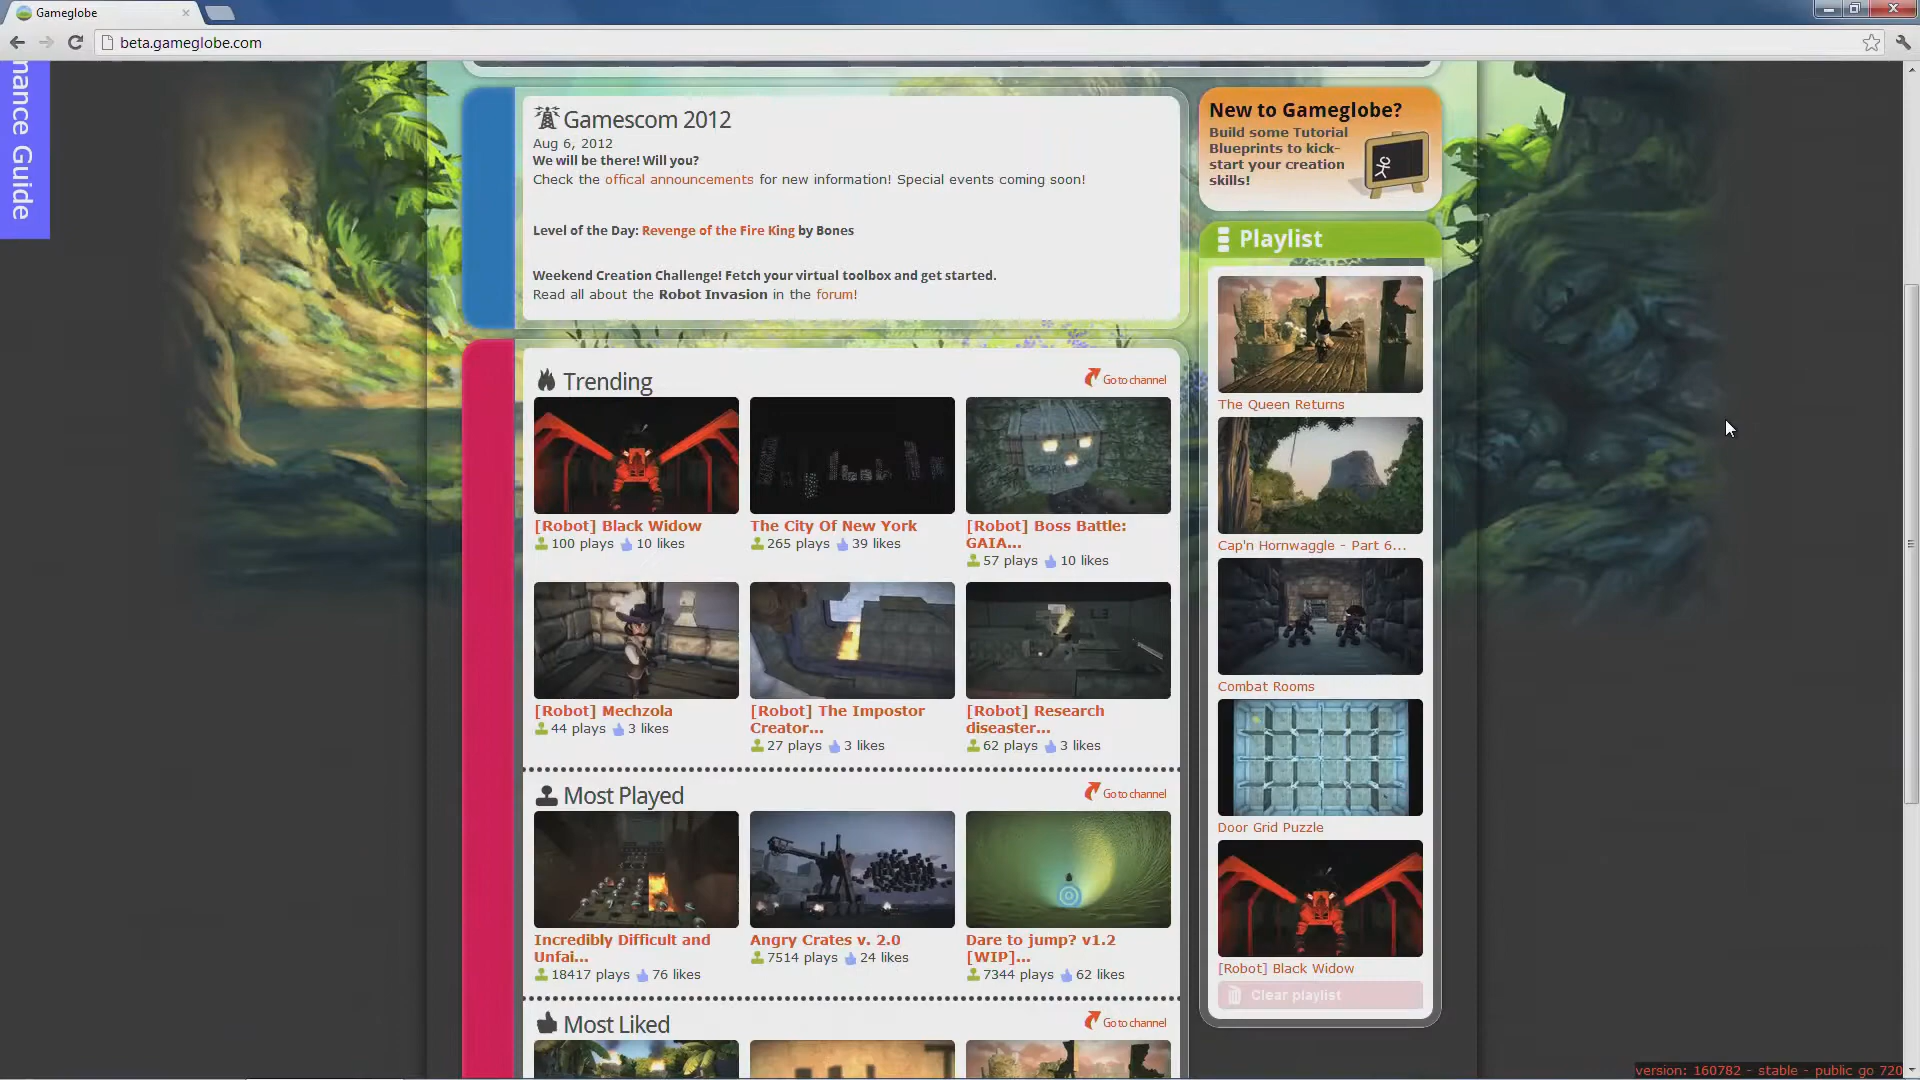 Gameglobe
beta.gameglobe.com
mance Guide
Gamescom 2012
Aug 6, 2012
We will be there! Will you?
Check the offical announcements for new information! Special events coming soon!
Level of the Day: Revenge of the Fire King by Bones
Weekend Creation Challenge! Fetch your virtual toolbox and get started.
Read all about the Robot Invasion in the forum!
New to Gameglobe?
Build some Tutorial
Blueprints to kick-
start your creation
skills!
Trending
Go to channel
[Robot] Black Widow
100 plays 10 likes
The City Of New York
265 plays 39 likes
[Robot] Boss Battle:
GAIA...
57 plays 10 likes
[Robot] Mechzola
44 plays 3 likes
[Robot] The Impostor
Creator...
27 plays 3 likes
[Robot] Research
diseaster...
62 plays 3 likes
Most Played
Go to channel
Incredibly Difficult and
Unfai...
18417 plays 76 likes
Angry Crates v. 2.0
7514 plays 24 likes
Dare to jump? v1.2
[WIP]...
7344 plays 62 likes
Most Liked
Go to channel
Playlist
The Queen Returns
Cap'n Hornwaggle - Part 6...
Combat Rooms
Door Grid Puzzle
[Robot] Black Widow
Clear playlist
version: 160782 - stable - public go 720